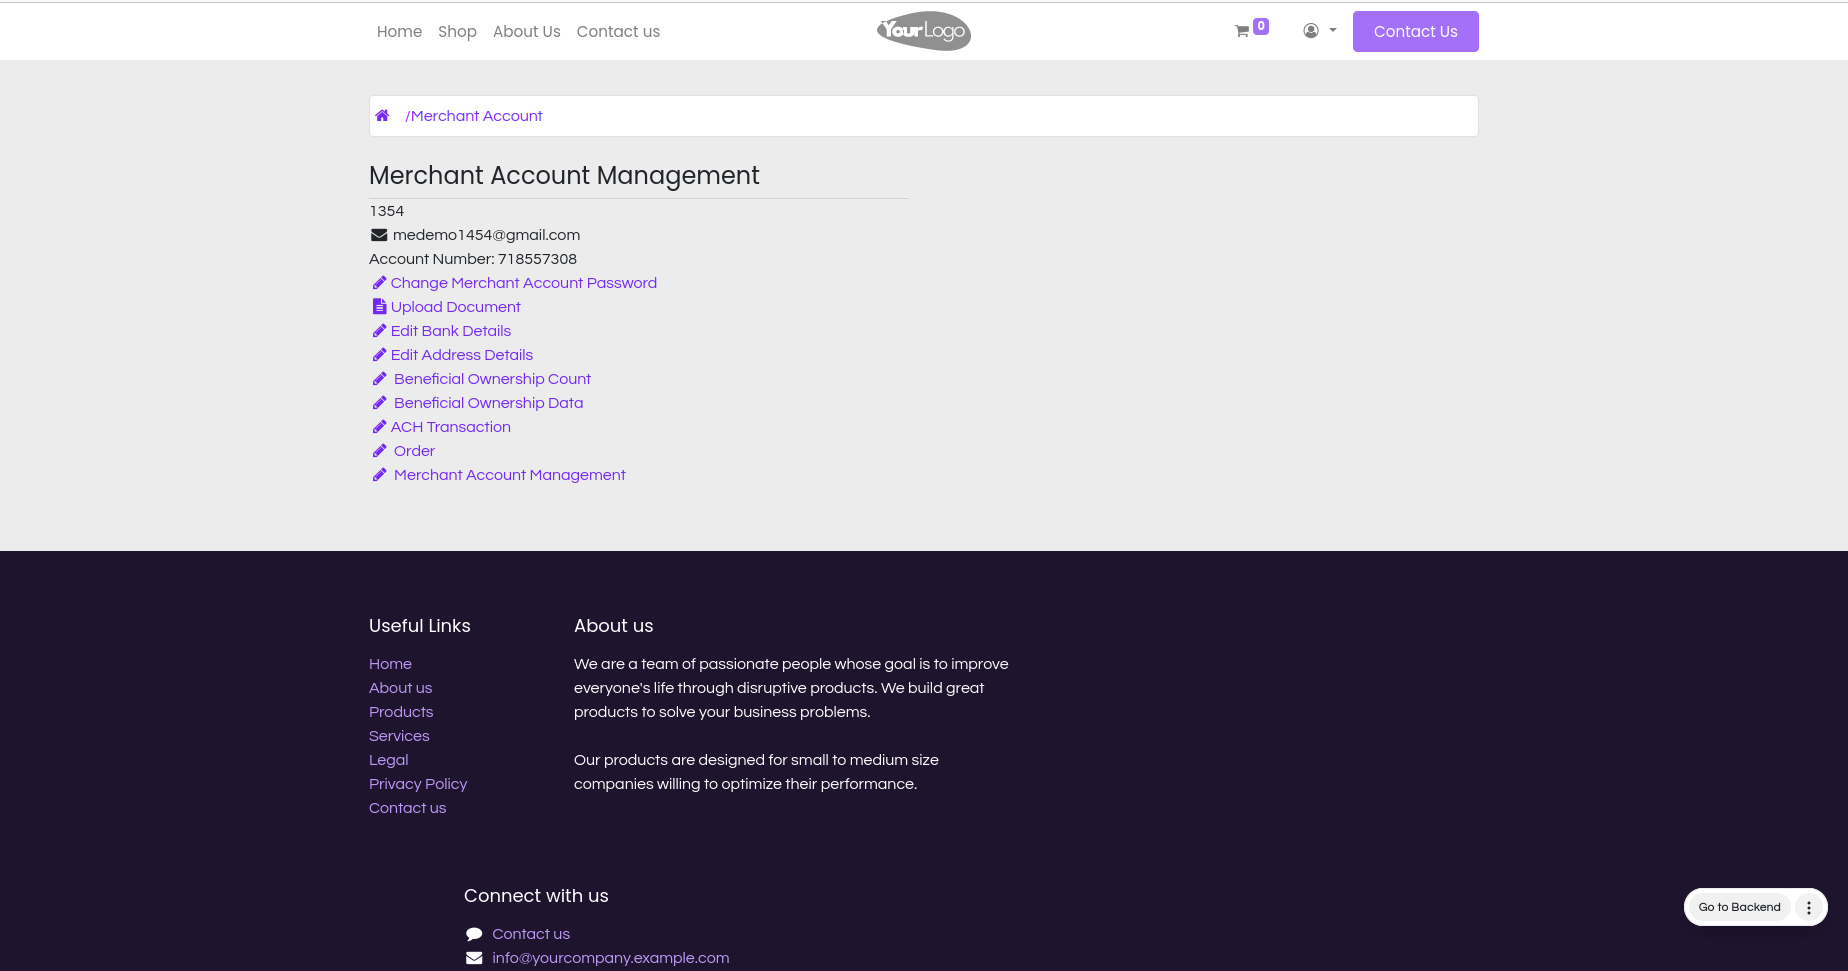 Home Shop About Us Contact us YourLogo 0 Contact Us
/Merchant Account
Merchant Account Management
1354
medemo1454@gmail.com
Account Number: 718557308
Change Merchant Account Password
Upload Document
Edit Bank Details
Edit Address Details
Beneficial Ownership Count
Beneficial Ownership Data
ACH Transaction
Order
Merchant Account Management
Useful Links
Home
About us
Products
Services
Legal
Privacy Policy
Contact us
About us
We are a team of passionate people whose goal is to improve
everyone's life through disruptive products. We build great
products to solve your business problems.
Our products are designed for small to medium size
companies willing to optimize their performance.
Connect with us
Contact us
info@yourcompany.example.com
Go to Backend